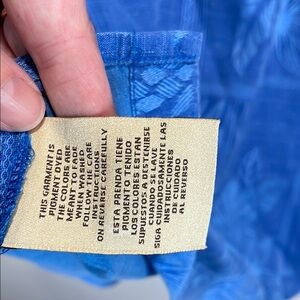 THIS GARMENT IS
PIGMENT DYED
THE COLORS ARE
MEANT TO FADE
WHEN WASHED
FOLLOW THE CARE
INSTRUCTIONS
ON REVERSE CAREFULLY
ESTA PRENDA TIENE
PIGMENTO TENIDO
LOS COLORES ESTAN
SUPUESTOS A DESTENIRSE
CUANDO SE LAVE
SIGA CUIDADOSAMENTE LAS
INSTRUCCIONES
DE CUIDADO
AL REVERSO